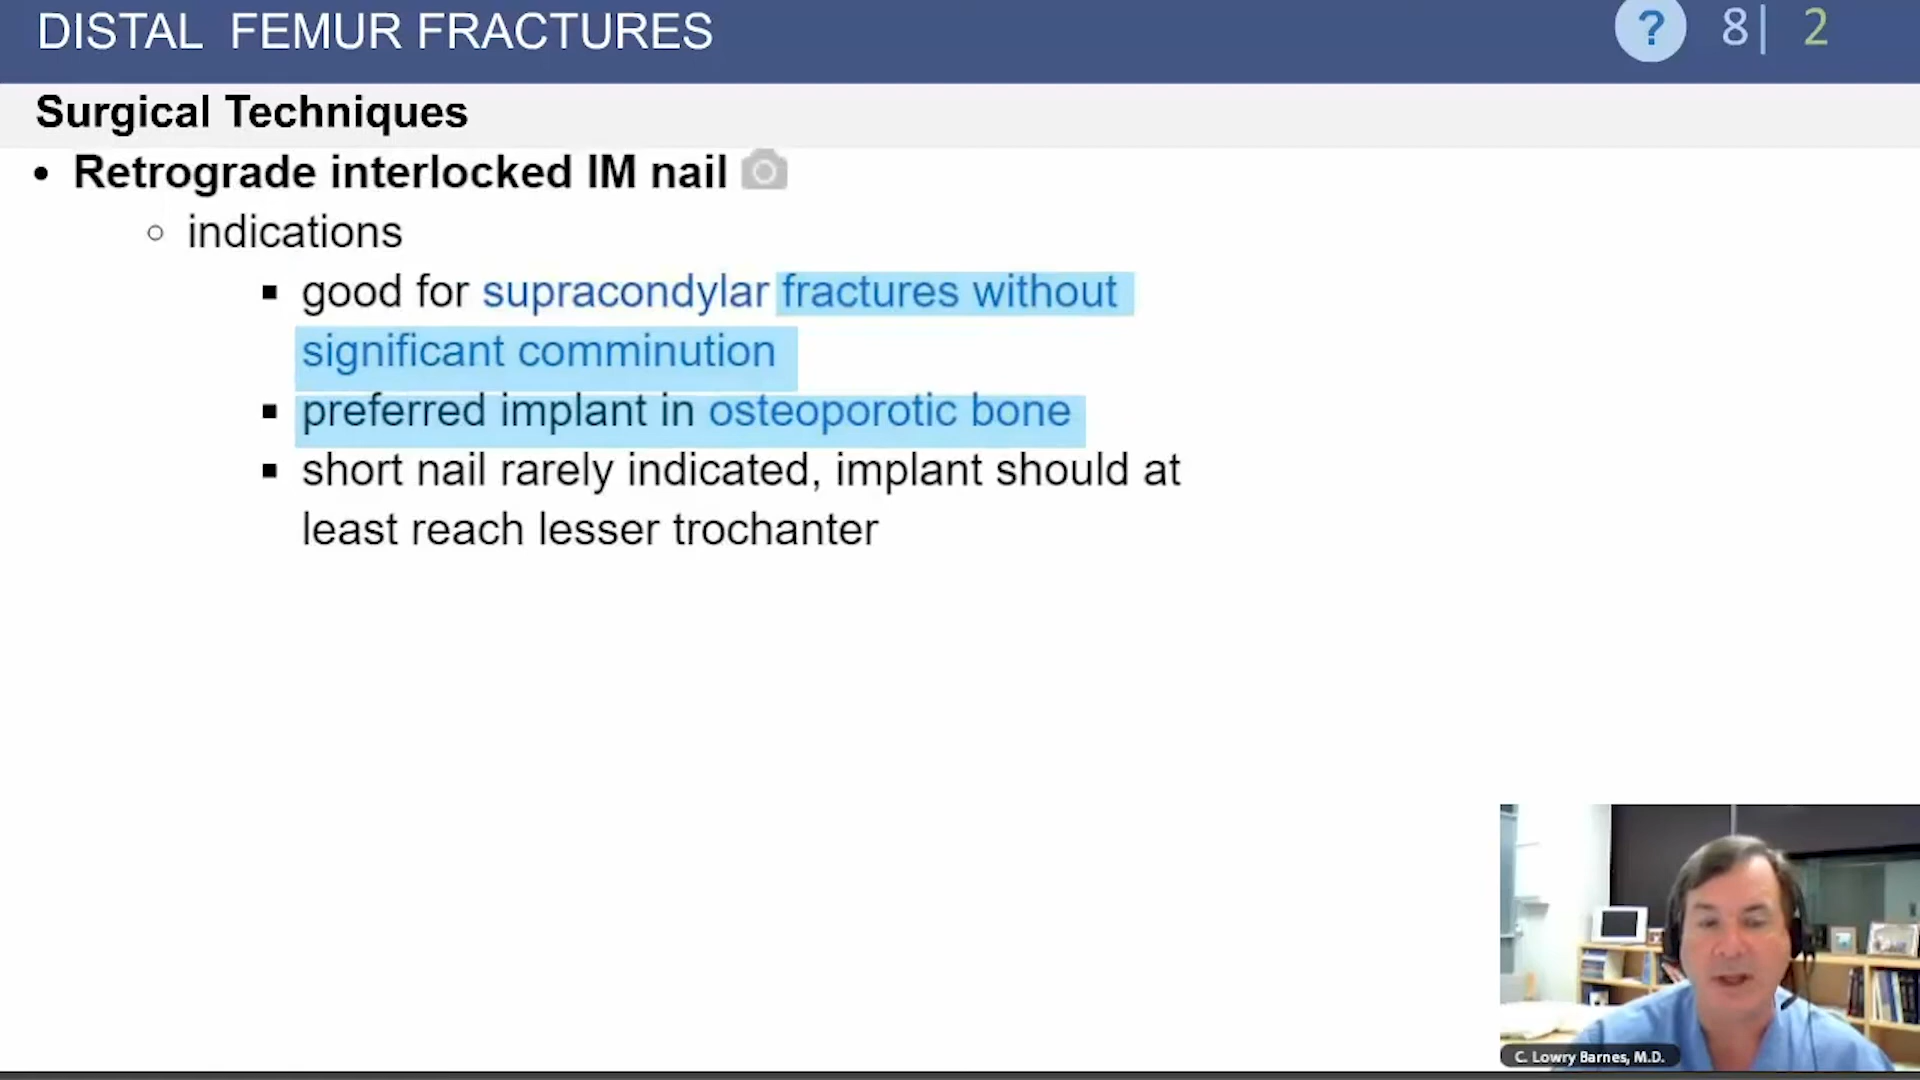 DISTAL FEMUR FRACTURES
? 8| 2
Surgical Techniques
• Retrograde interlocked IM nail
○ indications
▪ good for supracondylar fractures without
significant comminution
▪ preferred implant in osteoporotic bone
▪ short nail rarely indicated, implant should at
least reach lesser trochanter
C. Lowry Barnes, M.D.